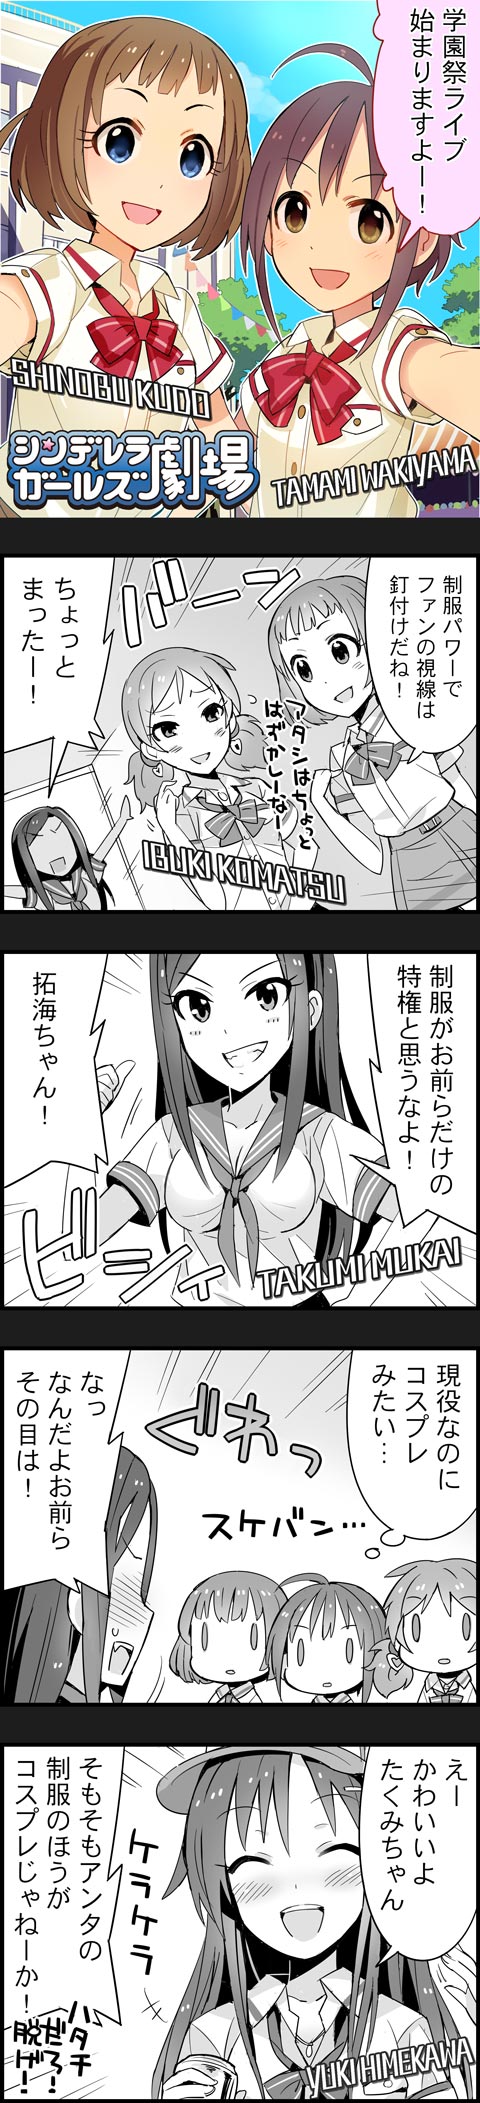 学園祭ライブ
始まりますよー！
SHINOBU KUDO
シンデレラ
ガールズ劇場
TAMAMI WAKIYAMA
制服パワーで
ファンの視線は
釘付けだね！
バーーン
アタシはちょっと
はずかしーなー
ちょっと
まったー！
IBUKI KOMATSU
制服がお前らだけの
特権と思うなよ！
拓海ちゃん！
ビシィ
TAKUMI MUKAI
現役なのに
コスプレ
みたい…
ぐわっ
スケバン…
なっ
なんだよお前ら
その目は！
えー
かわいいよ
たくみちゃん
ケラケラ
そもそもアンタの
制服のほうが
コスプレじゃねーか！
ハタチ
だろ！
脱げ！
YUKI HIMEKAWA